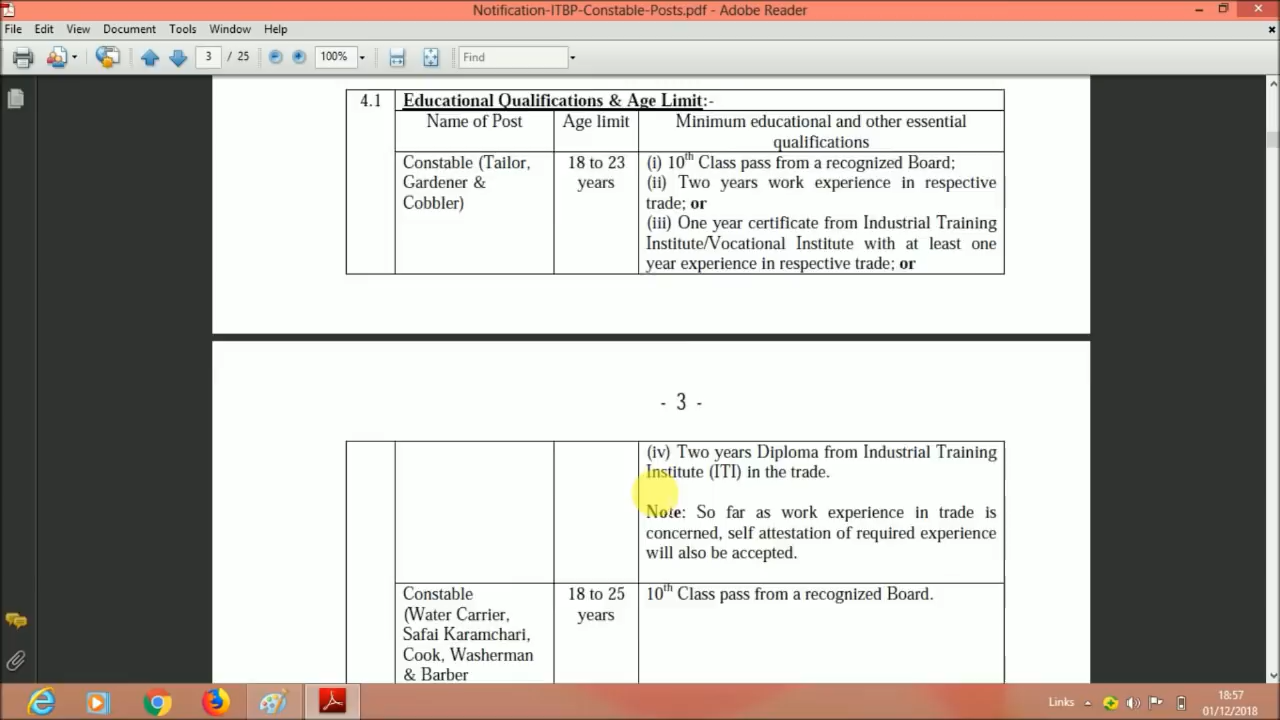 Notification-ITBP-Constable-Posts.pdf - Adobe Reader
File Edit View Document Tools Window Help
3 / 25 100% Find
4.1 Educational Qualifications & Age Limit:-
Name of Post Age limit Minimum educational and other essential
qualifications
Constable (Tailor, 18 to 23 (i) 10th Class pass from a recognized Board;
Gardener & years (ii) Two years work experience in respective
Cobbler) trade; or
(iii) One year certificate from Industrial Training
Institute/Vocational Institute with at least one
year experience in respective trade; or
- 3 -
(iv) Two years Diploma from Industrial Training
Institute (ITI) in the trade.
Note: So far as work experience in trade is
concerned, self attestation of required experience
will also be accepted.
Constable 18 to 25 10th Class pass from a recognized Board.
(Water Carrier, years
Safai Karamchari,
Cook, Washerman
& Barber
Links 18:57
01/12/2018